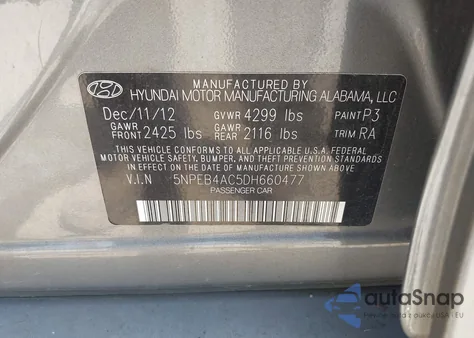 MANUFACTURED BY
HYUNDAI MOTOR MANUFACTURING ALABAMA, LLC
Dec/11/12 GVWR 4299 lbs PAINT P3
GAWR FRONT 2425 lbs GAWR REAR 2116 lbs TRIM RA
THIS VEHICLE CONFORMS TO ALL APPLICABLE U.S.A FEDERAL
MOTOR VEHICLE SAFETY, BUMPER, AND THEFT PREVENTION STANDARDS
IN EFFECT ON THE DATE OF MANUFACTURE SHOWN ABOVE.
V.I.N 5NPEB4AC5DH660477
PASSENGER CAR
autoSnap